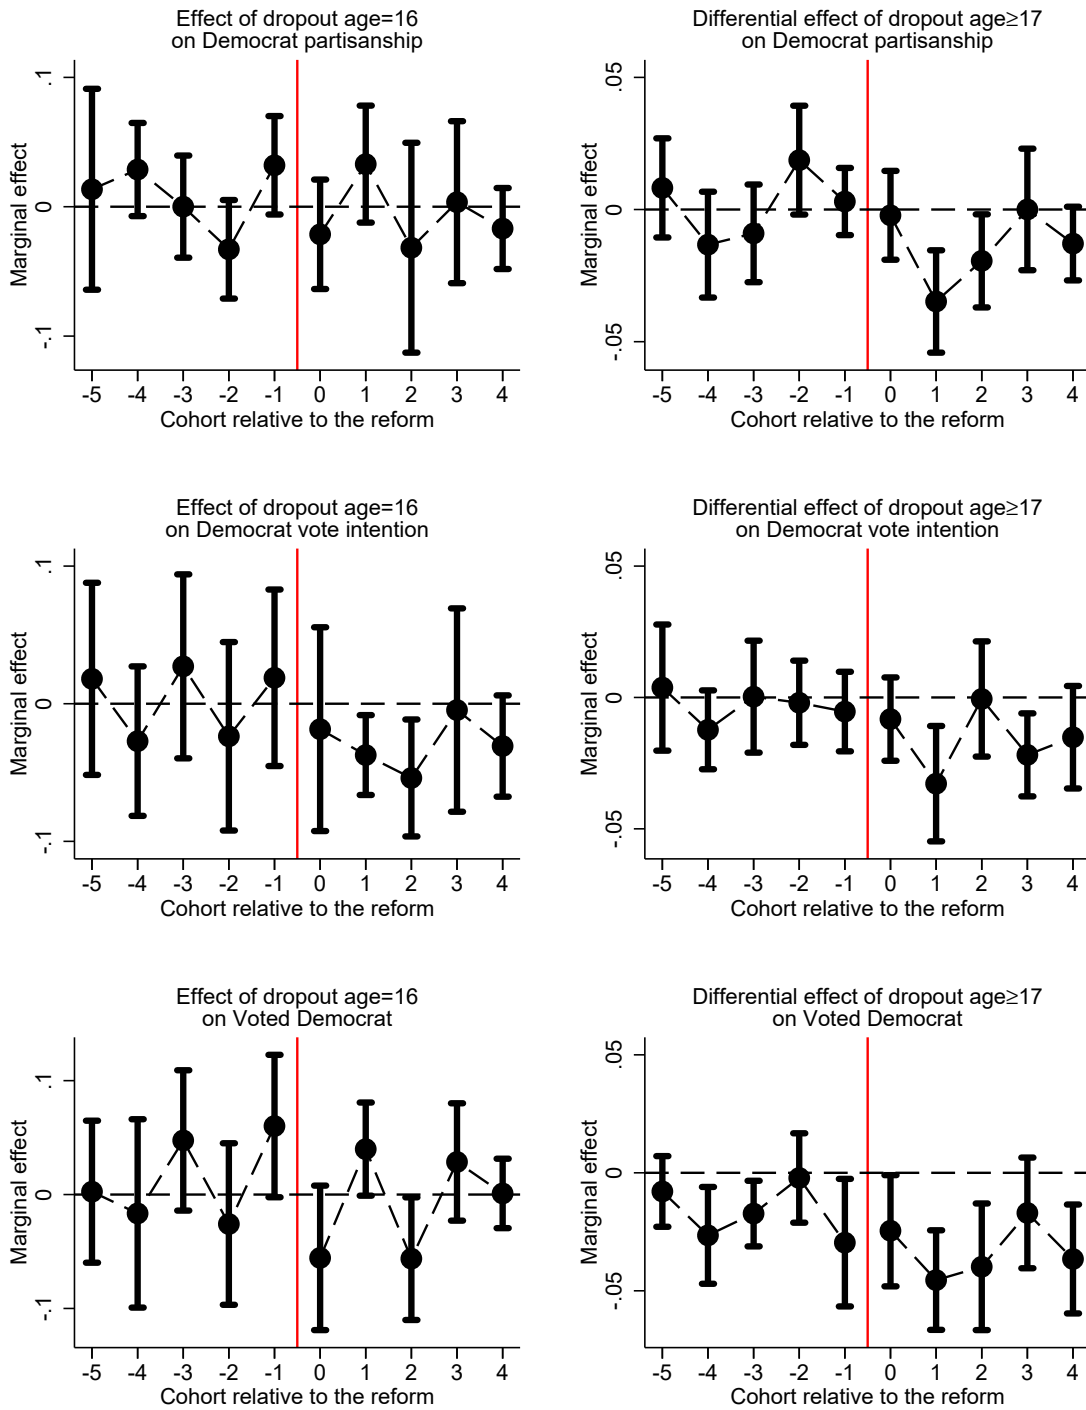 Effect of dropout age=16
on Democrat partisanship
Marginal effect
.1
0
-.1
-5 -4 -3 -2 -1 0 1 2 3 4
Cohort relative to the reform
Differential effect of dropout age≥17
on Democrat partisanship
Marginal effect
.05
0
-.05
-5 -4 -3 -2 -1 0 1 2 3 4
Cohort relative to the reform
Effect of dropout age=16
on Democrat vote intention
Marginal effect
.1
0
-.1
-5 -4 -3 -2 -1 0 1 2 3 4
Cohort relative to the reform
Differential effect of dropout age≥17
on Democrat vote intention
Marginal effect
.05
0
-.05
-5 -4 -3 -2 -1 0 1 2 3 4
Cohort relative to the reform
Effect of dropout age=16
on Voted Democrat
Marginal effect
.1
0
-.1
-5 -4 -3 -2 -1 0 1 2 3 4
Cohort relative to the reform
Differential effect of dropout age≥17
on Voted Democrat
Marginal effect
.05
0
-.05
-5 -4 -3 -2 -1 0 1 2 3 4
Cohort relative to the reform